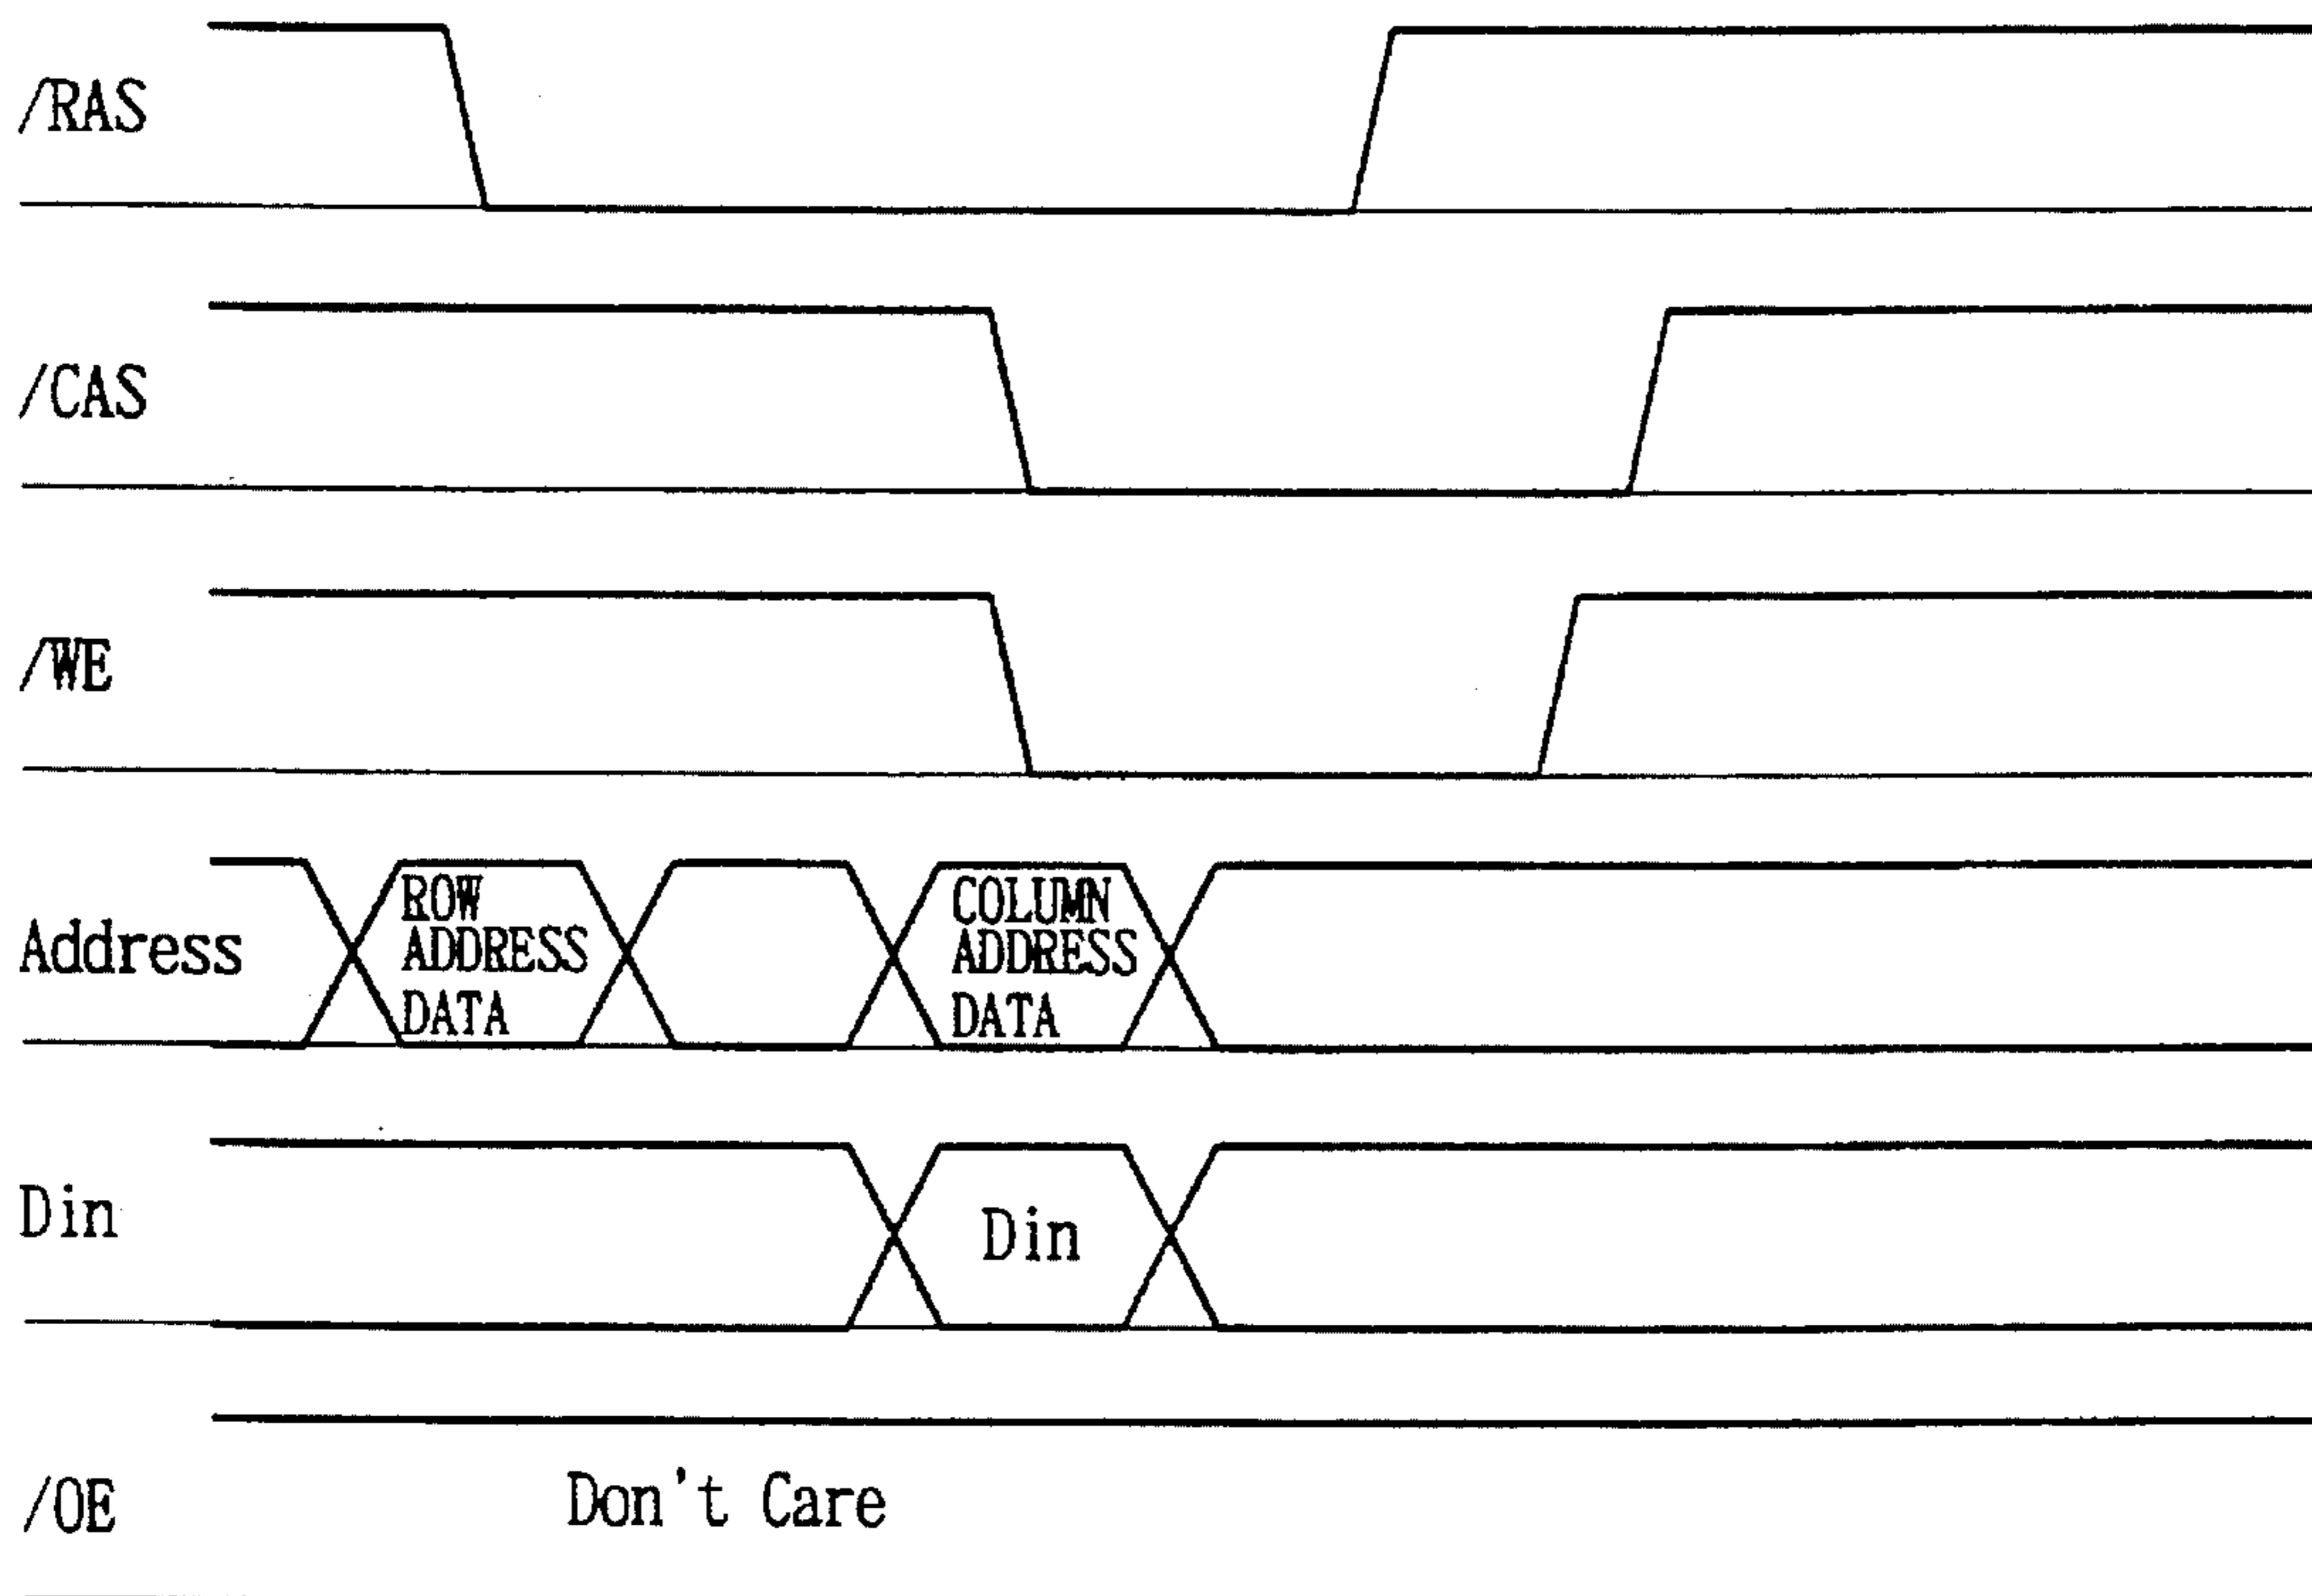 /RAS
/CAS
/WE
Address
ROW
ADDRESS
DATA
COLUMN
ADDRESS
DATA
Din
Din
/OE
Don't Care